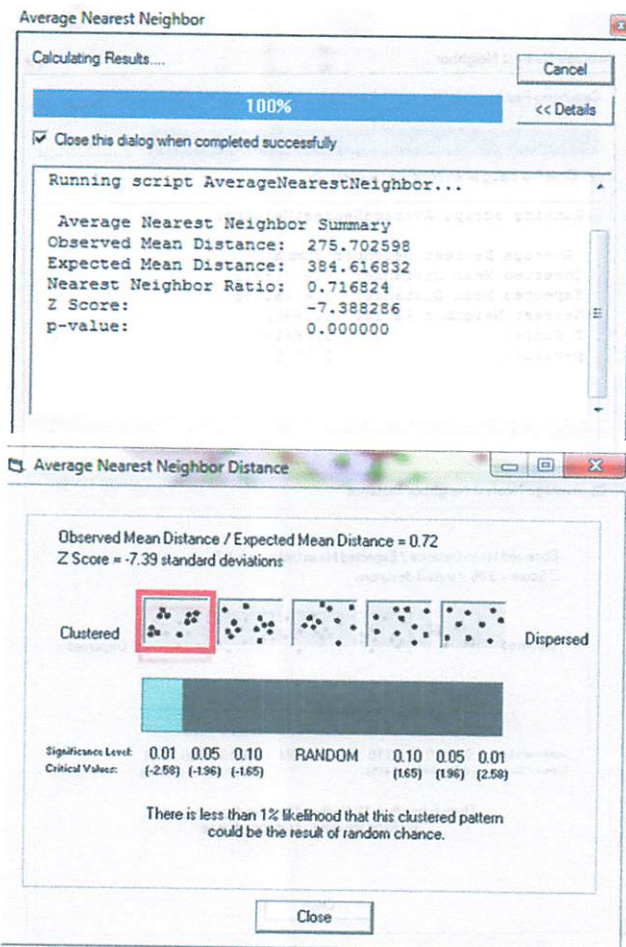 Average Nearest Neighbor
Calculating Results....
Cancel
100%
<< Details
Close this dialog when completed successfully
Running script AverageNearestNeighbor...
Average Nearest Neighbor Summary
Observed Mean Distance: 275.702598
Expected Mean Distance: 384.616832
Nearest Neighbor Ratio: 0.716824
Z Score: -7.388286
p-value: 0.000000
Average Nearest Neighbor Distance
Observed Mean Distance / Expected Mean Distance = 0.72
Z Score = -7.39 standard deviations
Clustered
Dispersed
Significance Level: 0.01 0.05 0.10 RANDOM 0.10 0.05 0.01
Critical Values: (-2.58) (-1.96) (-1.65) (1.65) (1.96) (2.58)
There is less than 1% likelihood that this clustered pattern
could be the result of random chance.
Close